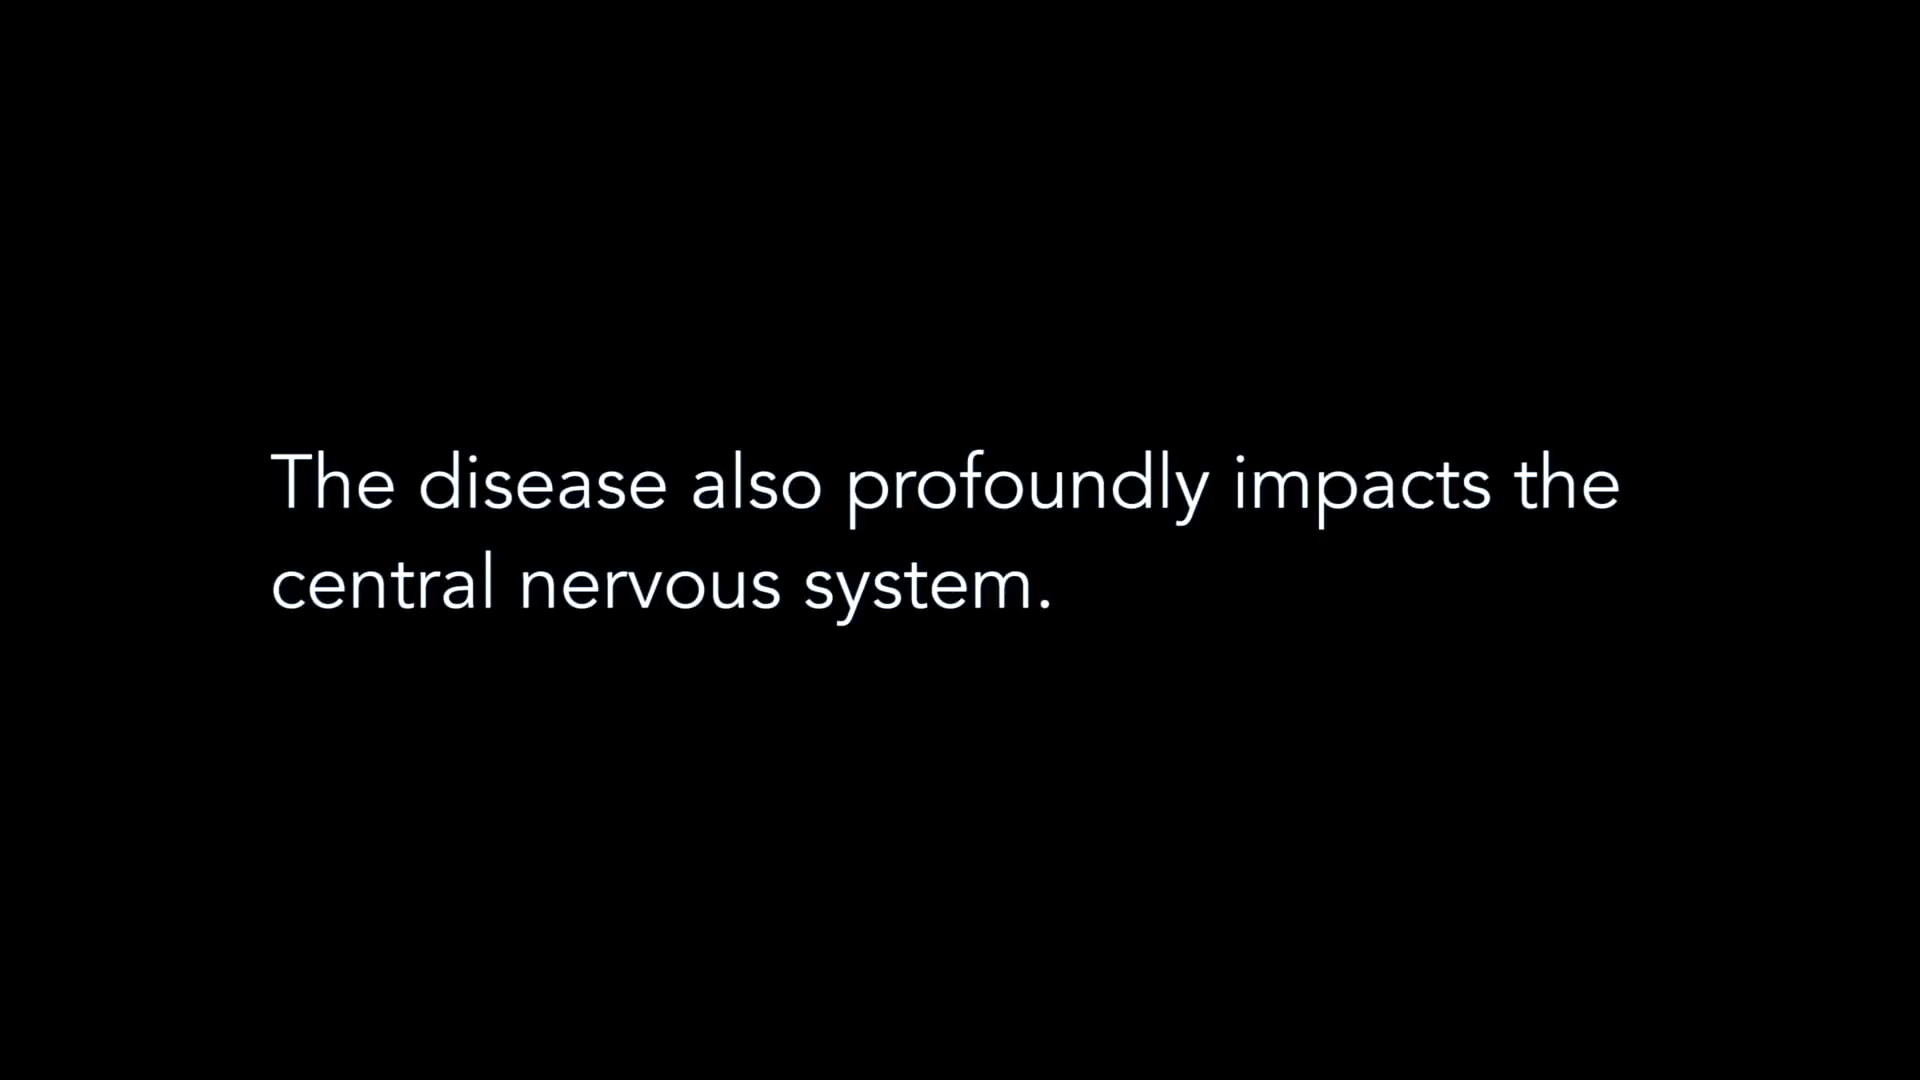 The disease also profoundly impacts the
central nervous system.